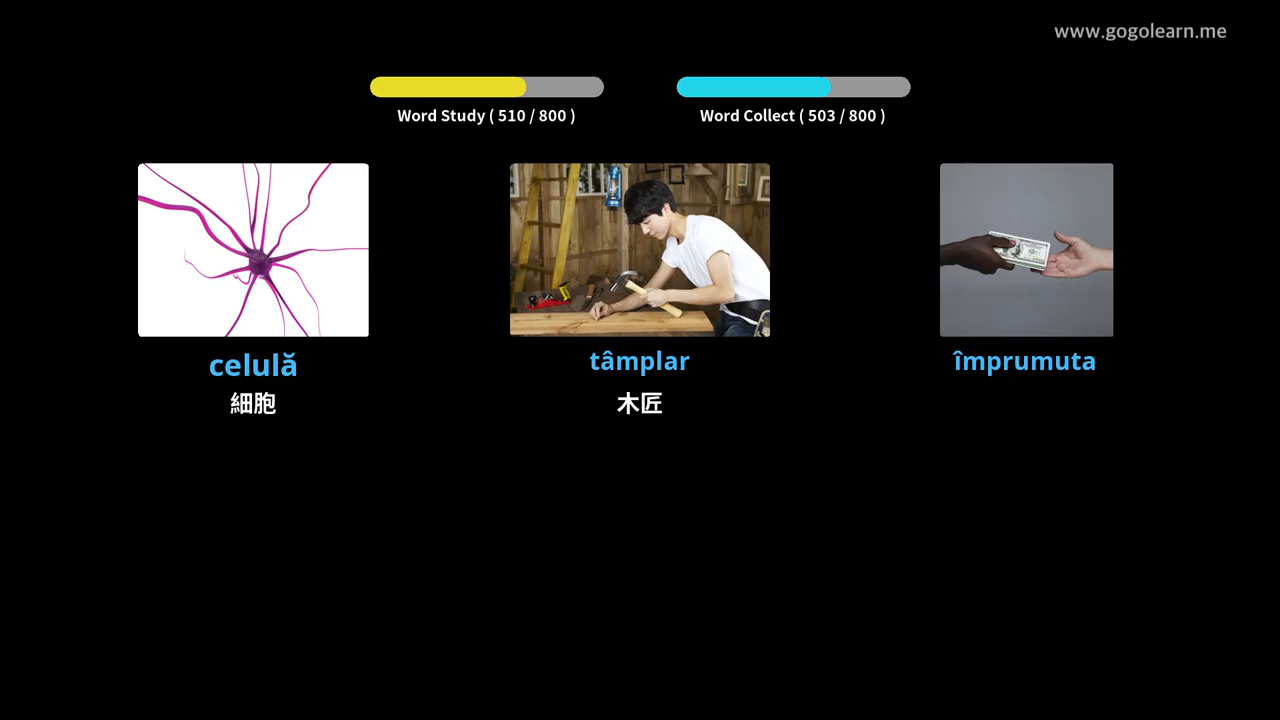 www.gogolearn.me
Word Study ( 510 / 800 )
Word Collect ( 503 / 800 )
celulă
細胞
tâmplar
木匠
împrumuta